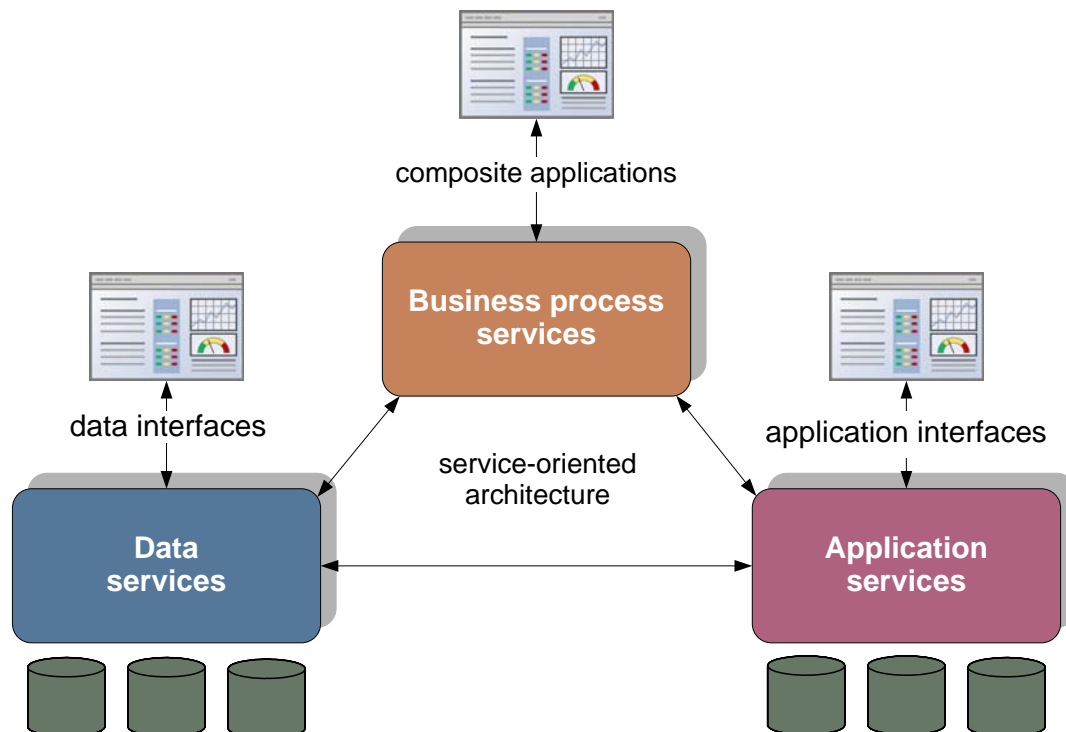 composite applications
Business process
services
data interfaces
application interfaces
service-oriented
architecture
Data
services
Application
services